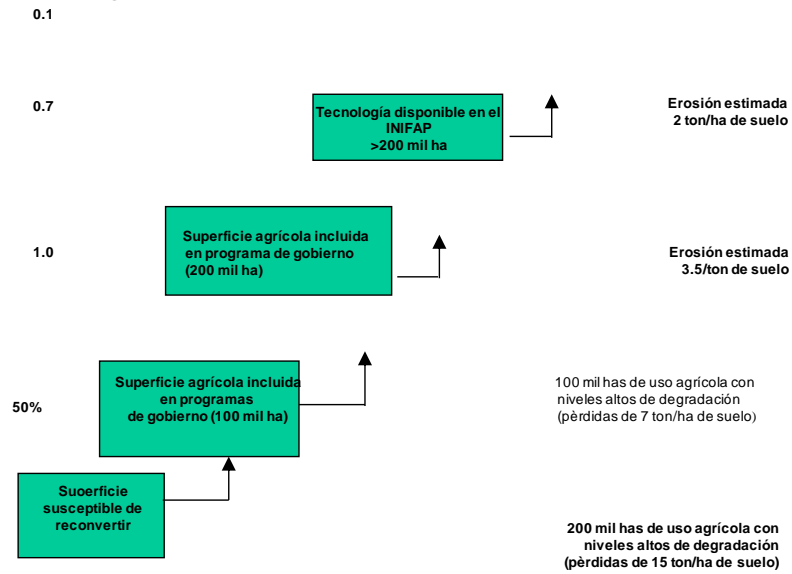 0.1
0.7
Tecnología disponible en el
INIFAP
>200 mil ha
Erosión estimada
2 ton/ha de suelo
1.0
Superficie agrícola incluida
en programa de gobierno
(200 mil ha)
Erosión estimada
3.5/ton de suelo
50%
Superficie agrícola incluida
en programas
de gobierno (100 mil ha)
100 mil has de uso agrícola con
niveles altos de degradación
(pèrdidas de 7 ton/ha de suelo)
Suoerficie
susceptible de
reconvertir
200 mil has de uso agrícola con
niveles altos de degradación
(pèrdidas de 15 ton/ha de suelo)